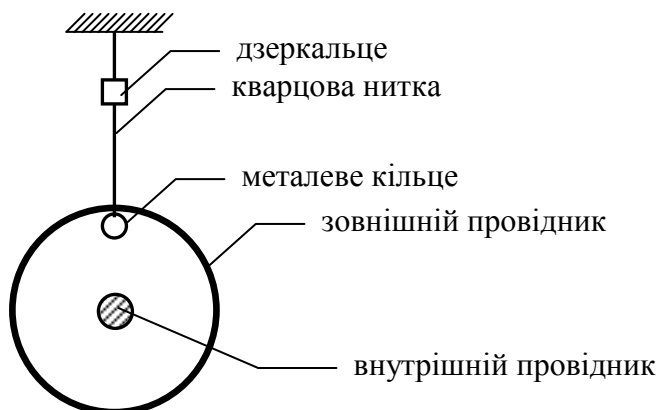 дзеркальце
кварцова нитка
металеве кільце
зовнішній провідник
внутрішній провідник